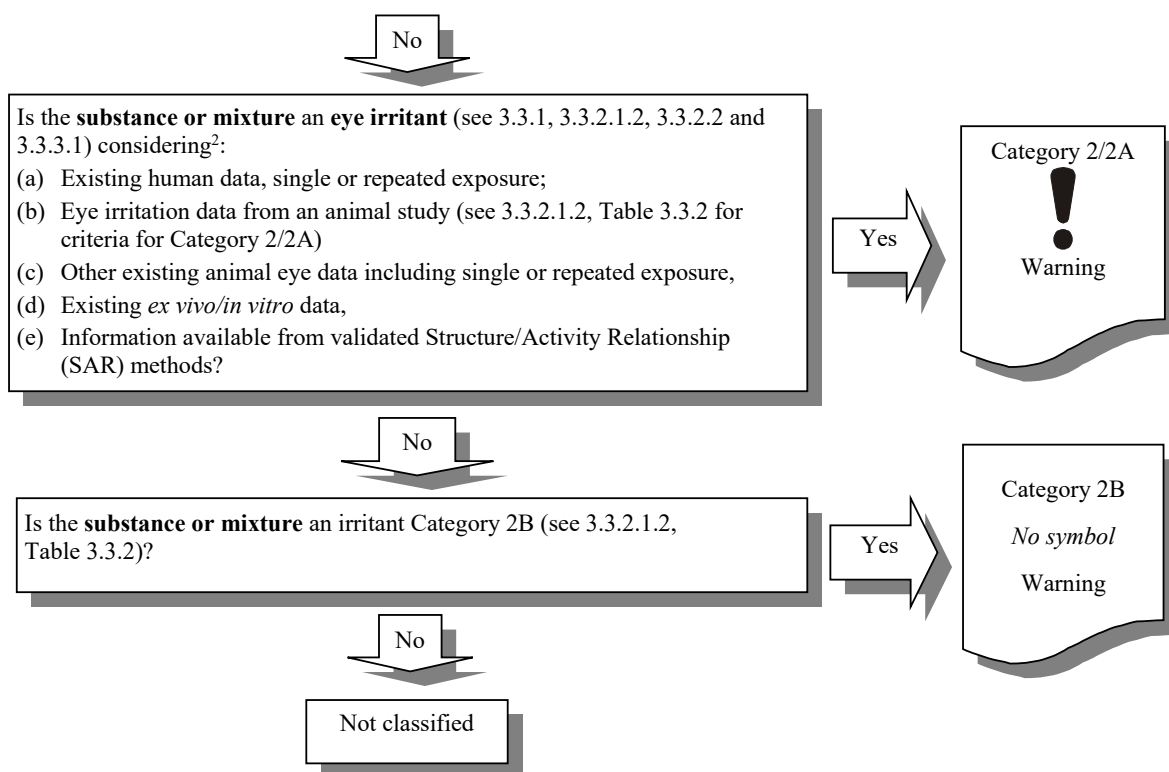 No
Is the substance or mixture an eye irritant (see 3.3.1, 3.3.2.1.2, 3.3.2.2 and
3.3.3.1) considering²:
(a) Existing human data, single or repeated exposure;
(b) Eye irritation data from an animal study (see 3.3.2.1.2, Table 3.3.2 for
criteria for Category 2/2A)
(c) Other existing animal eye data including single or repeated exposure,
(d) Existing ex vivo/in vitro data,
(e) Information available from validated Structure/Activity Relationship
(SAR) methods?
Yes
Category 2/2A
Warning
No
Is the substance or mixture an irritant Category 2B (see 3.3.2.1.2,
Table 3.3.2)?
Yes
Category 2B
No symbol
Warning
No
Not classified